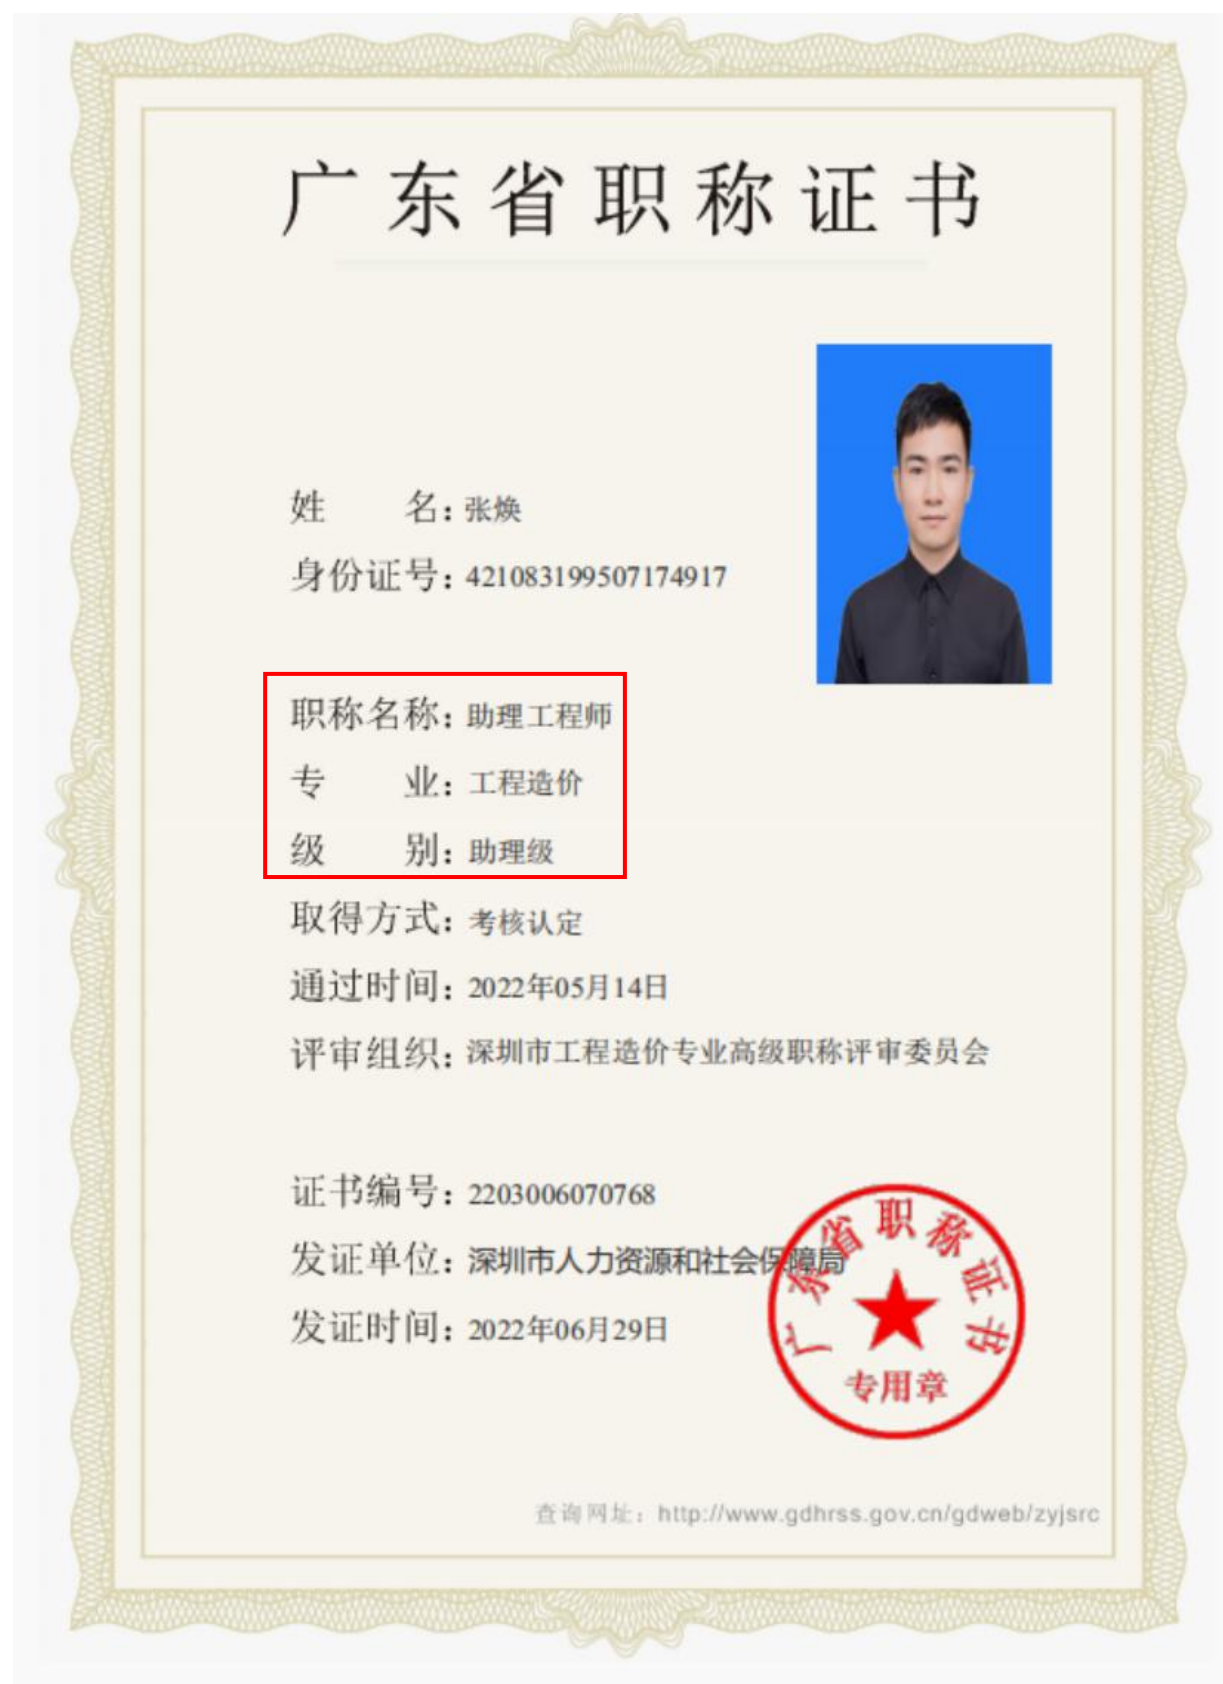 广东省职称证书
姓 名：张焕
身份证号：421083199507174917
职称名称：助理工程师
专 业：工程造价
级 别：助理级
取得方式：考核认定
通过时间：2022年05月14日
评审组织：深圳市工程造价专业高级职称评审委员会
证书编号：2203006070768
发证单位：深圳市人力资源和社会保障局
发证时间：2022年06月29日
广东省职称证书
专用章
查询网址：http://www.gdhrss.gov.cn/gdweb/zyjsrc